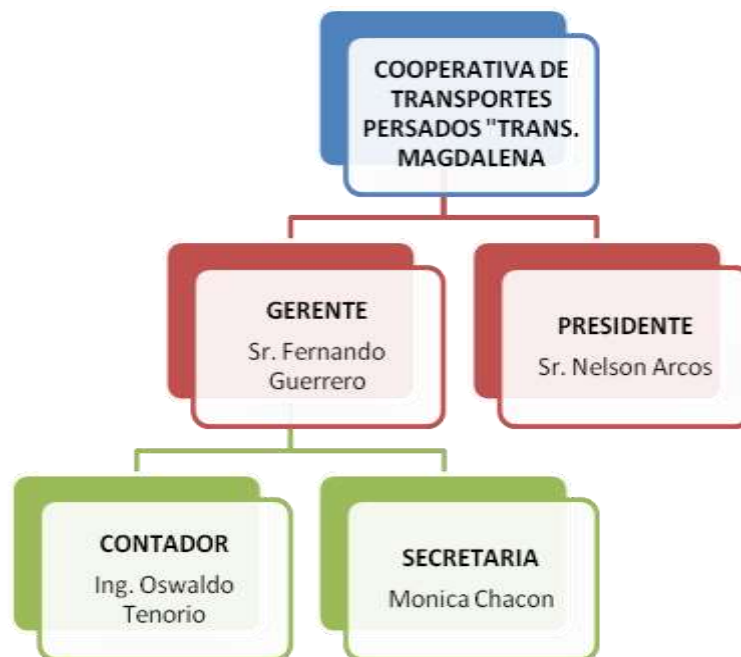 COOPERATIVA DE
TRANSPORTES
PERSADOS "TRANS.
MAGDALENA
GERENTE
Sr. Fernando
Guerrero
PRESIDENTE
Sr. Nelson Arcos
CONTADOR
Ing. Oswaldo
Tenorio
SECRETARIA
Monica Chacon